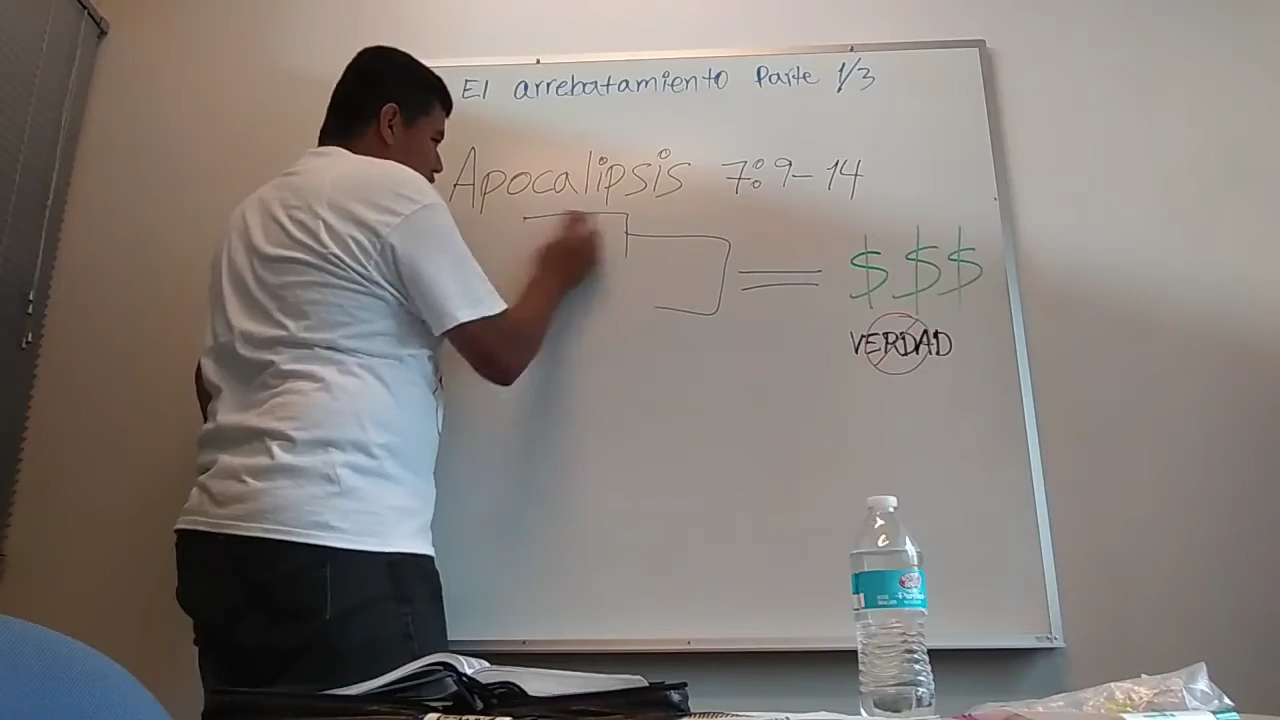 El arrebatamiento Parte 1/3
Apocalipsis 7:9-14
= $$$
VERDAD